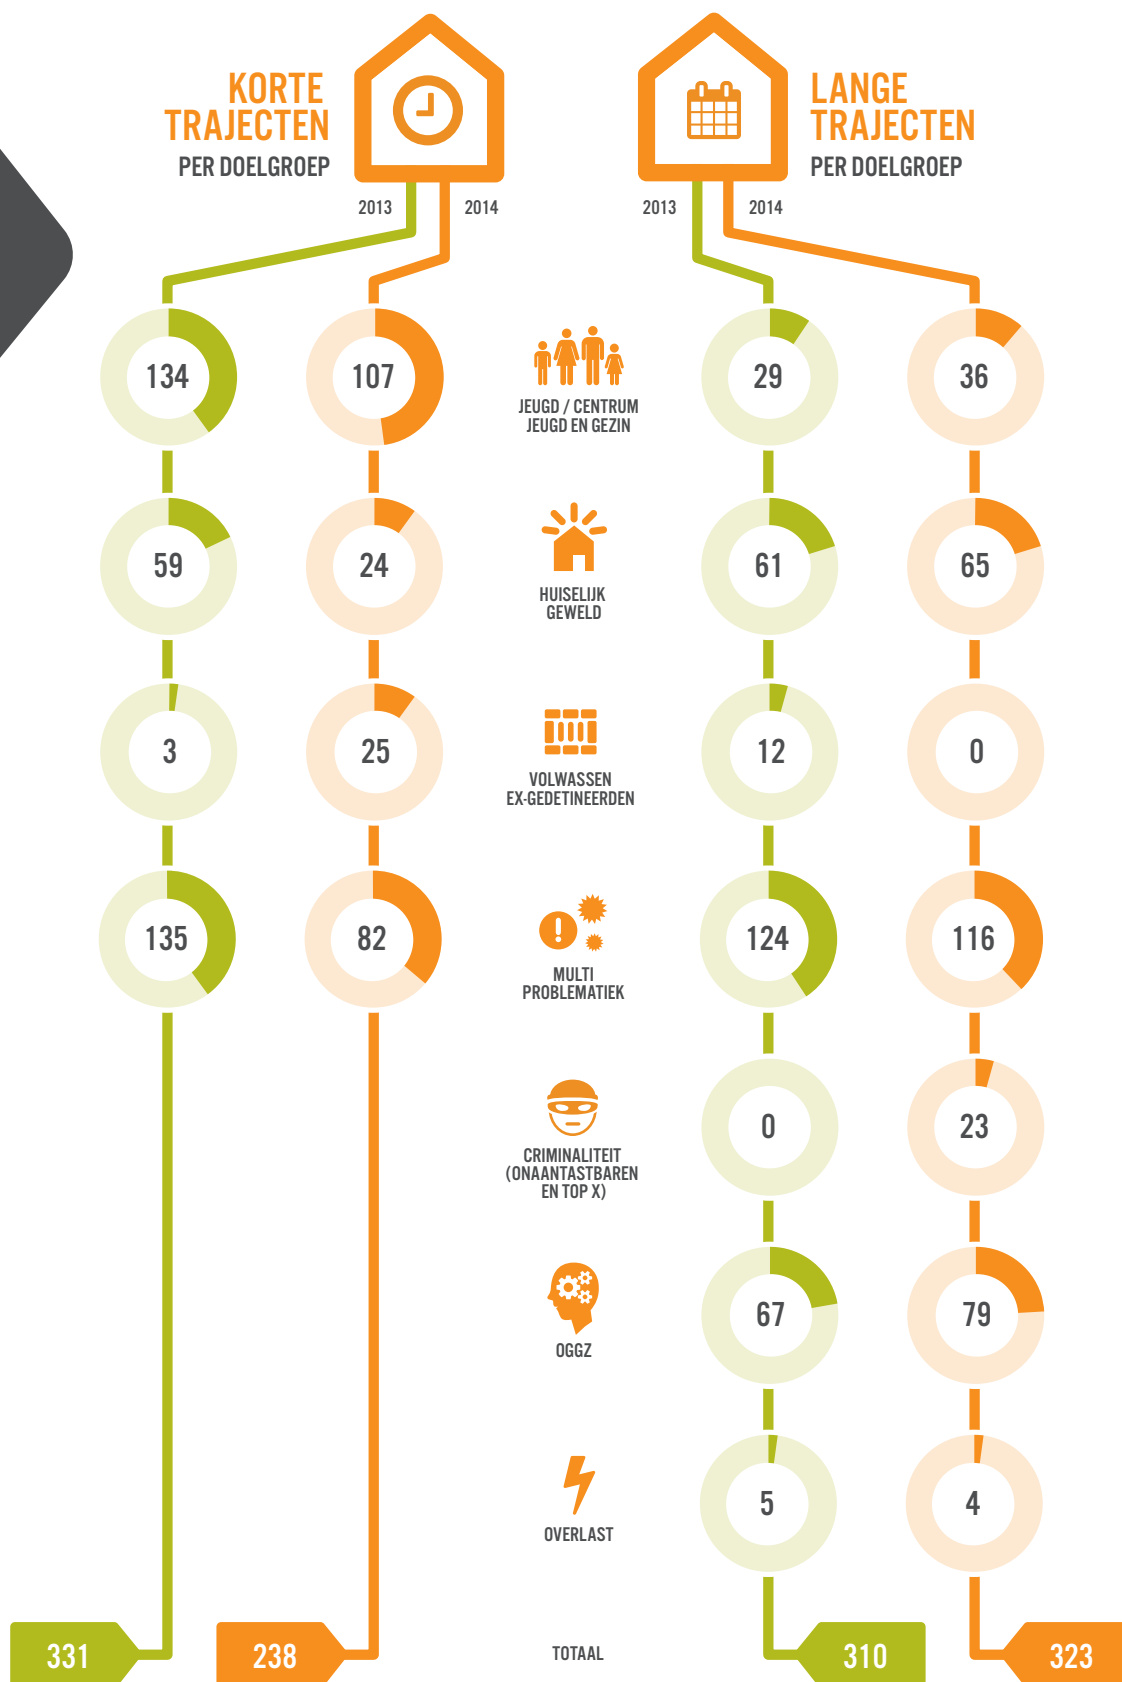 KORTE
TRAJECTEN
PER DOELGROEP
LANGE
TRAJECTEN
PER DOELGROEP
2013
2014
2013
2014
134
107
JEUGD / CENTRUM
JEUGD EN GEZIN
29
36
59
24
HUISELIJK
GEWELD
61
65
3
25
VOLWASSEN
EX-GEDETINEERDEN
12
0
135
82
MULTI
PROBLEMATIEK
124
116
CRIMINALITEIT
(ONAANTASTBAREN
EN TOP X)
0
23
OGGZ
67
79
OVERLAST
5
4
331
238
TOTAAL
310
323